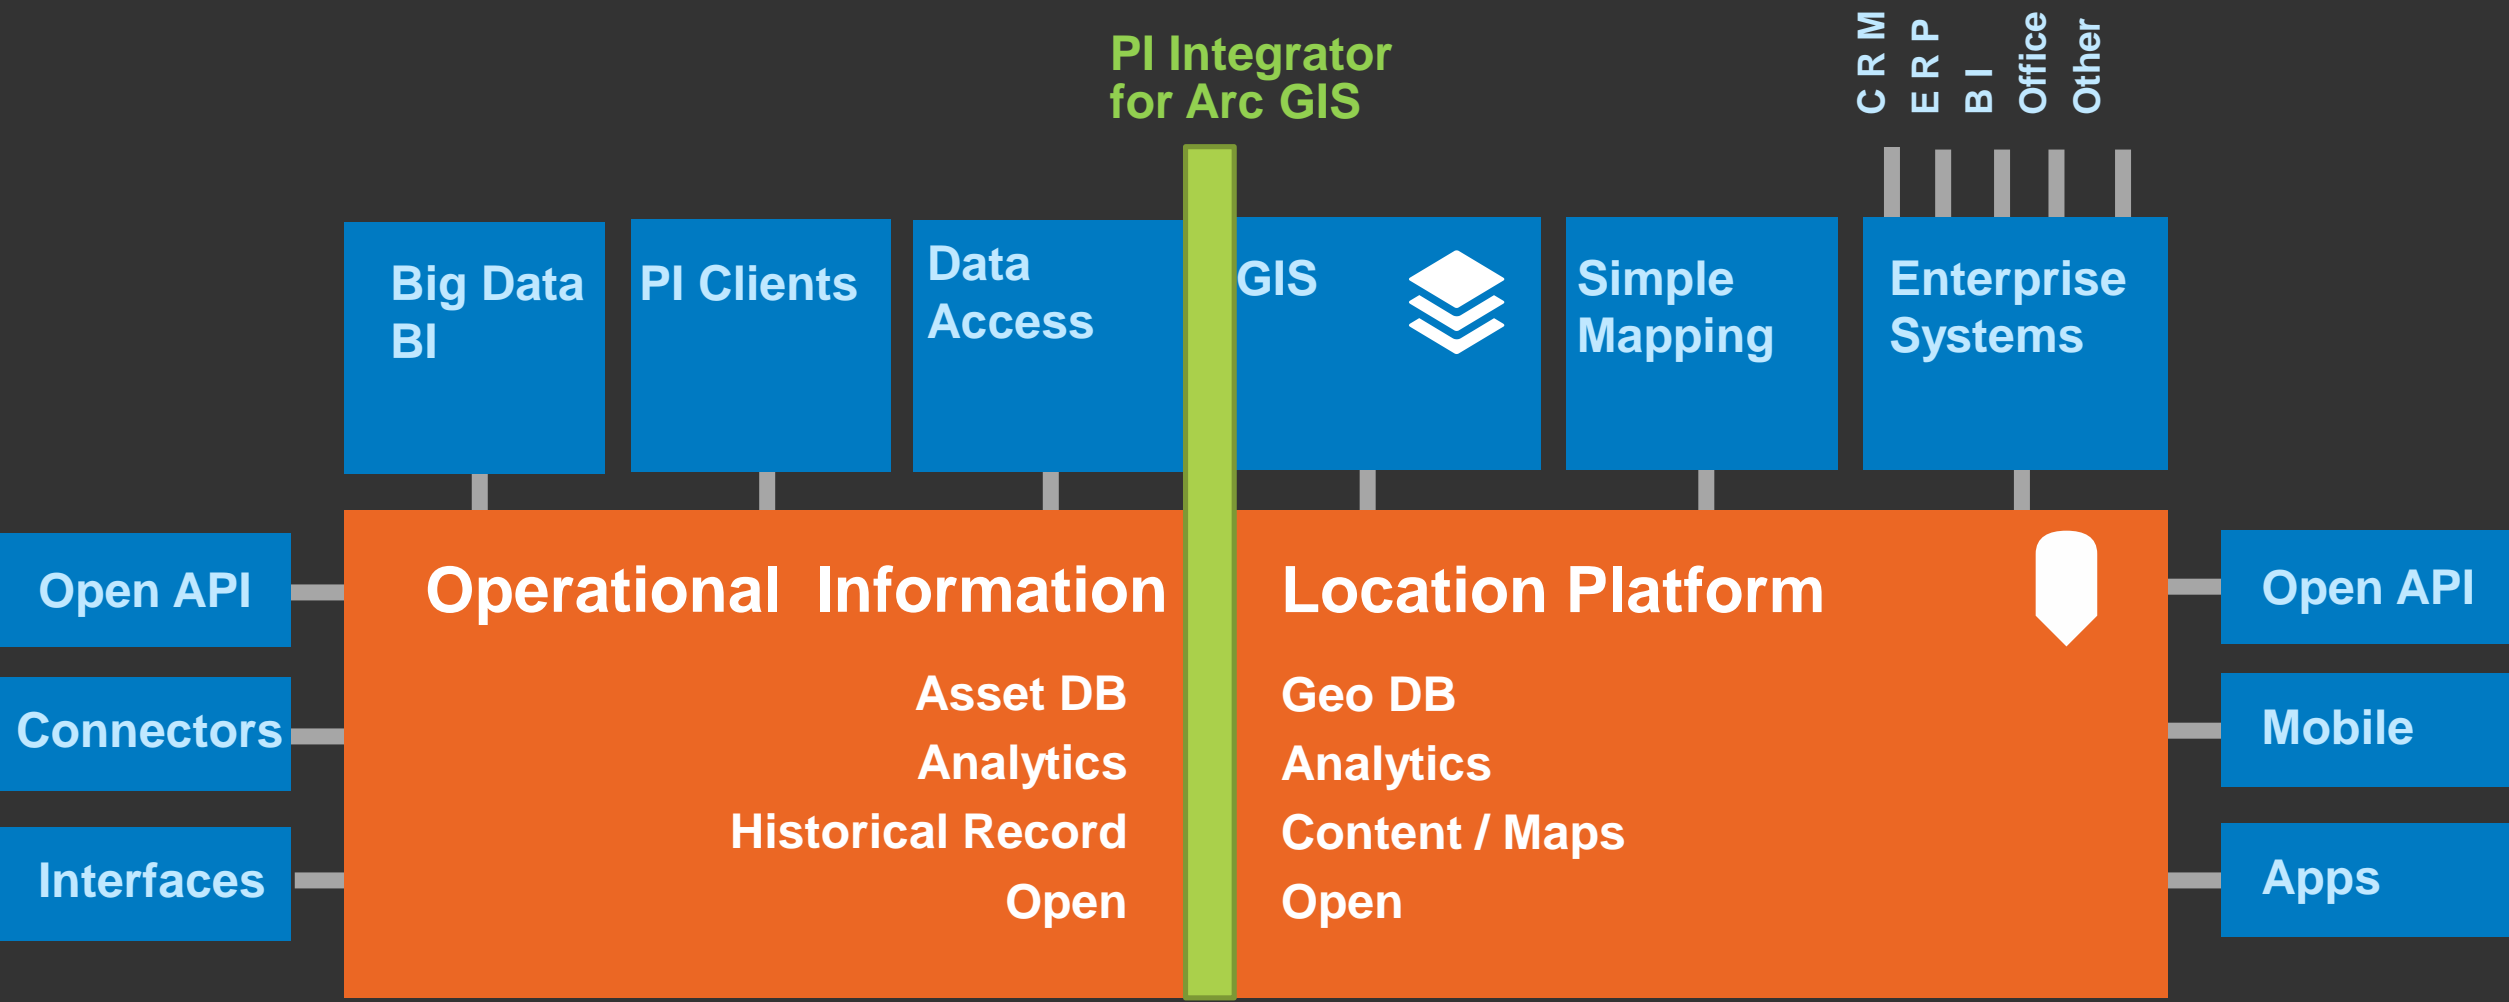 PI Integrator
for Arc GIS
C R M
E R P
B I
Office
Other
Big Data
BI
PI Clients
Data
Access
GIS
Simple
Mapping
Enterprise
Systems
Open API
Connectors
Interfaces
Operational Information
Asset DB
Analytics
Historical Record
Open
Location Platform
Geo DB
Analytics
Content / Maps
Open
Open API
Mobile
Apps